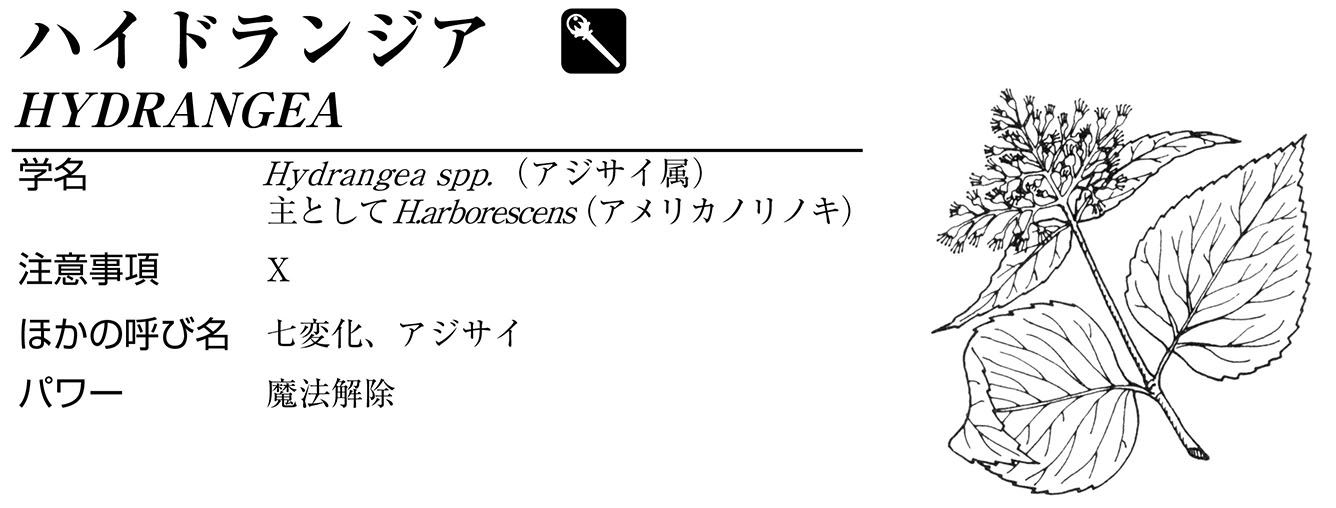 ハイドランジア
HYDRANGEA
学名 Hydrangea spp.（アジサイ属）
主としてH.arborescens（アメリカノリノキ）
注意事項 X
ほかの呼び名 七変化、アジサイ
パワー 魔法解除